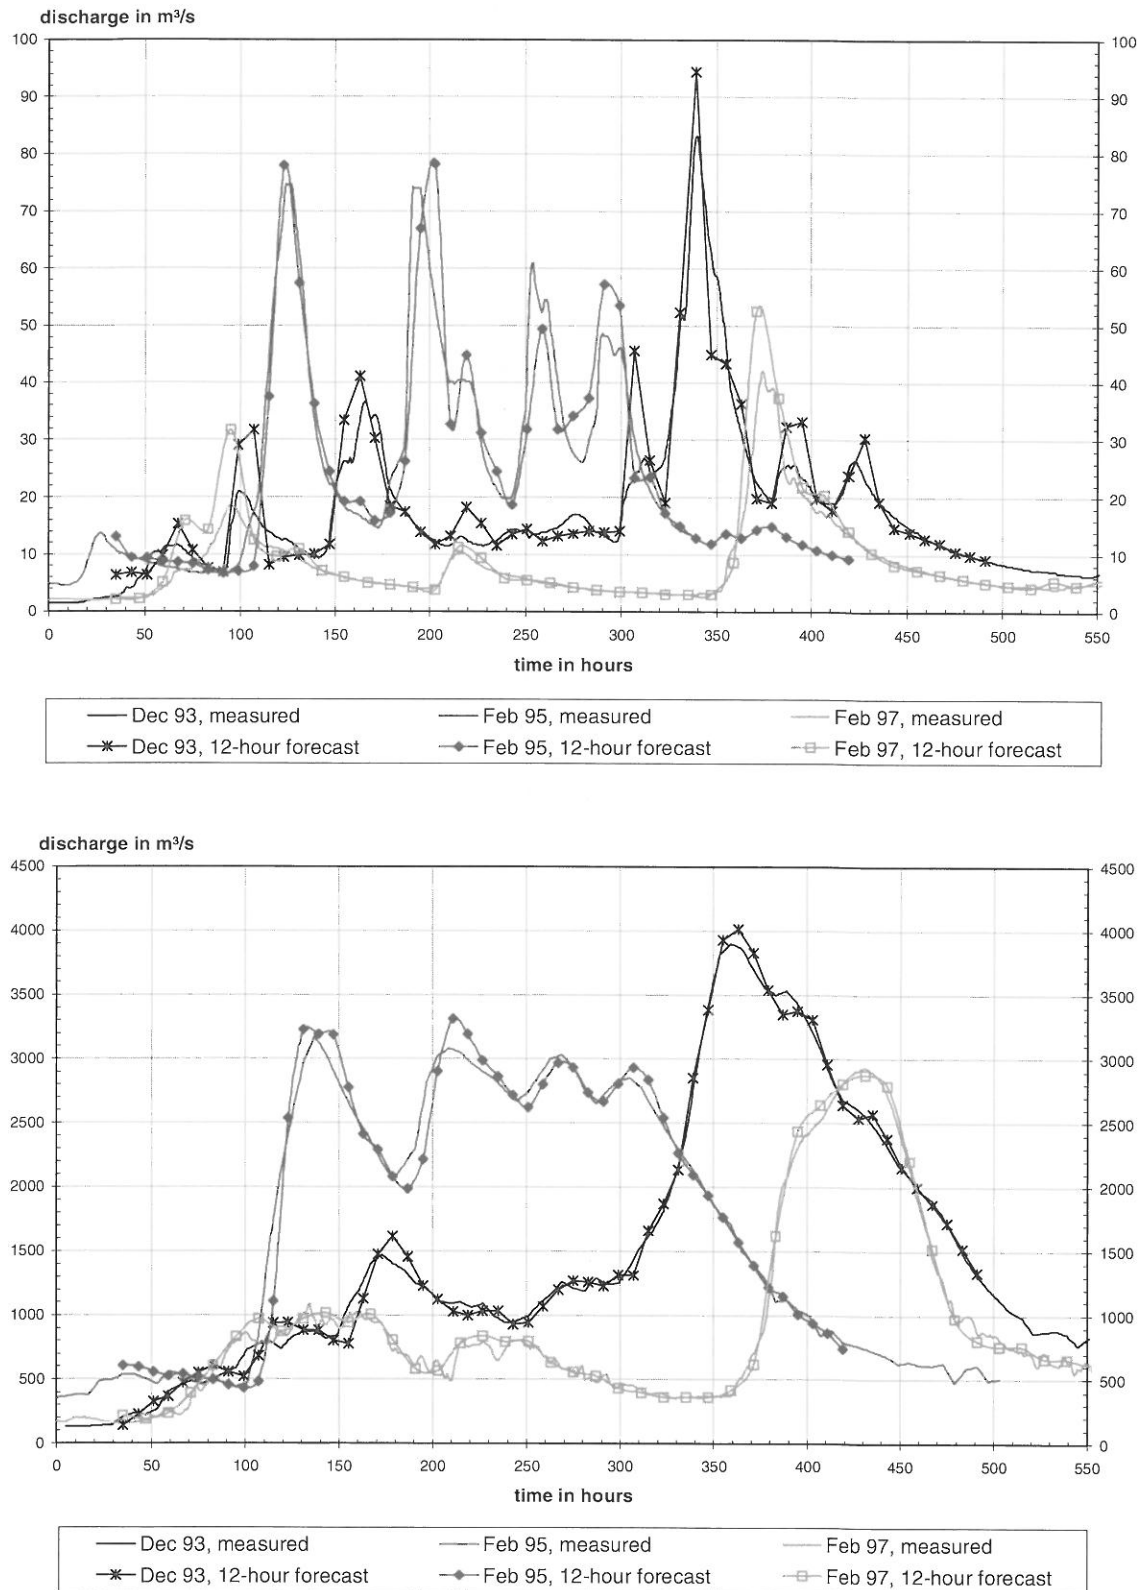 discharge in m³/s
100 100
90 90
80 80
70 70
60 60
50 50
40 40
30 30
20 20
10 10
0 0
0 50 100 150 200 250 300 350 400 450 500 550
time in hours
Dec 93, measured Feb 95, measured Feb 97, measured
Dec 93, 12-hour forecast Feb 95, 12-hour forecast Feb 97, 12-hour forecast
discharge in m³/s
4500 4500
4000 4000
3500 3500
3000 3000
2500 2500
2000 2000
1500 1500
1000 1000
500 500
0 0
0 50 100 150 200 250 300 350 400 450 500 550
time in hours
Dec 93, measured Feb 95, measured Feb 97, measured
Dec 93, 12-hour forecast Feb 95, 12-hour forecast Feb 97, 12-hour forecast